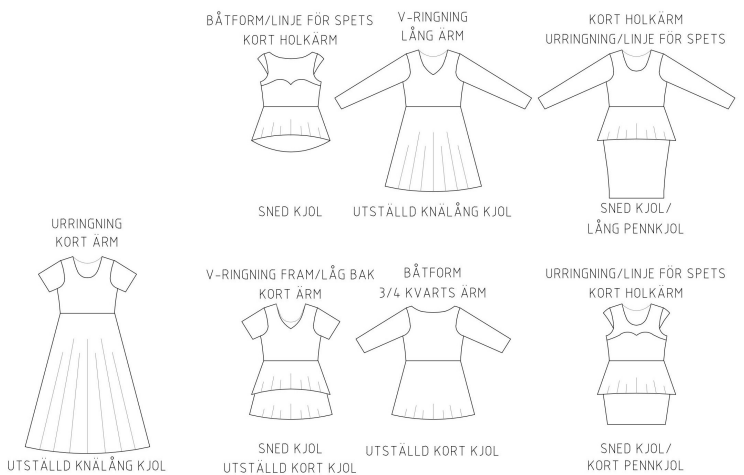 BÅTFORM/LINJE FÖR SPETS
KORT HOLKÄRM
SNED KJOL
V-RINGNING
LÅNG ÄRM
UTSTÄLLD KNÄLÅNG KJOL
KORT HOLKÄRM
URRINGNING/LINJE FÖR SPETS
SNED KJOL/
LÅNG PENNKJOL
URRINGNING
KORT ÄRM
UTSTÄLLD KNÄLÅNG KJOL
V-RINGNING FRAM/LÅG BAK
KORT ÄRM
SNED KJOL
UTSTÄLLD KORT KJOL
BÅTFORM
3/4 KVARTS ÄRM
UTSTÄLLD KORT KJOL
URRINGNING/LINJE FÖR SPETS
KORT HOLKÄRM
SNED KJOL/
KORT PENNKJOL